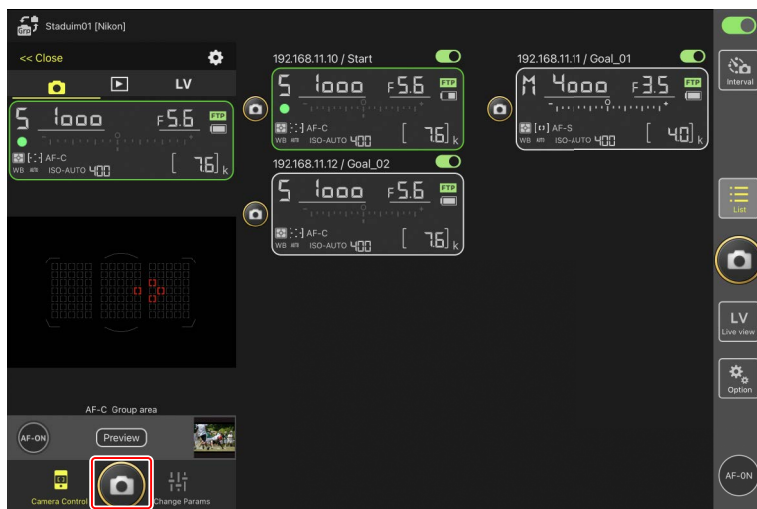 Grp Staduim01 [Nikon]
<< Close
LV
S 1000 F5.6 FTP
AF-C
WB ISO-AUTO 400 [ 7.6] k
AF-C Group area
AF-ON Preview
Camera Control Change Params
192.168.11.10 / Start
S 1000 F5.6 FTP
AF-C
WB ISO-AUTO 400 [ 7.6] k
192.168.11.11 / Goal_01
M 4000 F3.5 FTP
AF-S
WB ISO-AUTO 400 [ 4.0] k
192.168.11.12 / Goal_02
S 1000 F5.6 FTP
AF-C
WB ISO-AUTO 400 [ 7.6] k
Interval
List
LV
Live view
Option
AF-ON